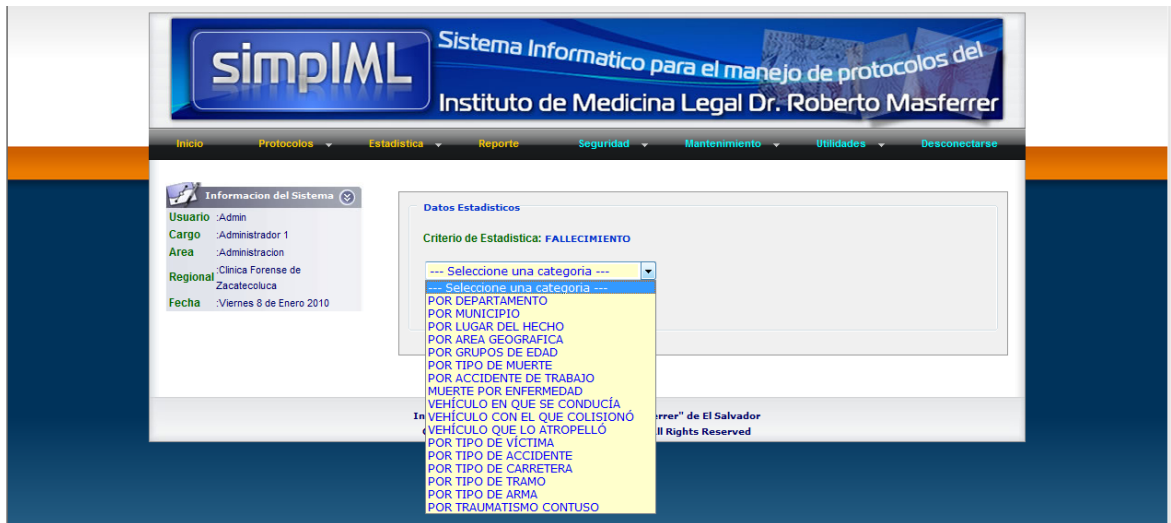 simpIML
Sistema Informatico para el manejo de protocolos del
Instituto de Medicina Legal Dr. Roberto Masferrer
Inicio Protocolos Estadistica Reporte Seguridad Mantenimiento Utilidades Desconectarse
Informacion del Sistema
Usuario :Admin
Cargo :Administrador 1
Area :Administracion
Regional :Clinica Forense de
Zacatecoluca
Fecha :Viernes 8 de Enero 2010
Datos Estadisticos
Criterio de Estadistica: FALLECIMIENTO
--- Seleccione una categoria ---
--- Seleccione una categoria ---
POR DEPARTAMENTO
POR MUNICIPIO
POR LUGAR DEL HECHO
POR AREA GEOGRAFICA
POR GRUPOS DE EDAD
POR TIPO DE MUERTE
POR ACCIDENTE DE TRABAJO
MUERTE POR ENFERMEDAD
VEHÍCULO EN QUE SE CONDUCÍA
VEHÍCULO CON EL QUE COLISIONÓ
VEHÍCULO QUE LO ATROPELLÓ
POR TIPO DE VÍCTIMA
POR TIPO DE ACCIDENTE
POR TIPO DE CARRETERA
POR TIPO DE TRAMO
POR TIPO DE ARMA
POR TRAUMATISMO CONTUSO
de El Salvador
Rights Reserved